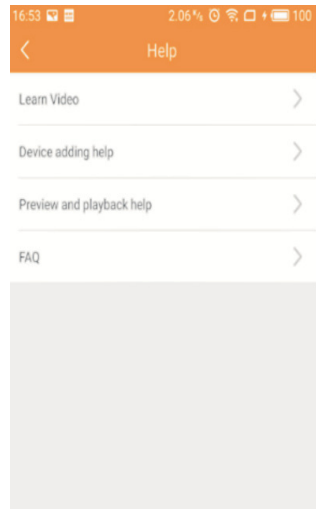 16:53 2.06 100
Help
Learn Video
Device adding help
Preview and playback help
FAQ